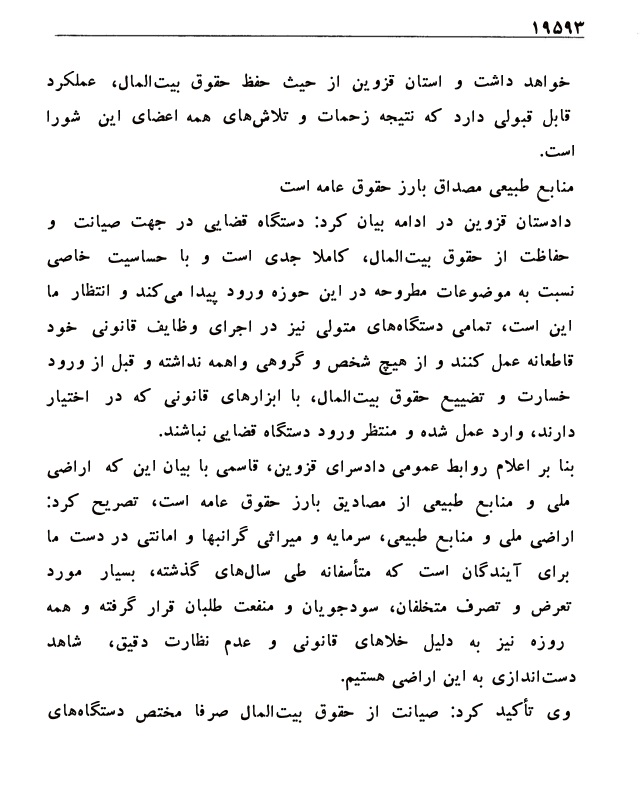 ۱۹۵۹۳
خواهد داشت و استان قزوین از حیث حفظ حقوق بیت‌المال، عملکرد
قابل قبولی دارد که نتیجه زحمات و تلاش‌های همه اعضای این شورا
است.
منابع طبیعی مصداق بارز حقوق عامه است
دادستان قزوین در ادامه بیان کرد: دستگاه قضایی در جهت صیانت و
حفاظت از حقوق بیت‌المال، کاملا جدی است و با حساسیت خاصی
نسبت به موضوعات مطروحه در این حوزه ورود پیدا می‌کند و انتظار ما
این است، تمامی دستگاه‌های متولی نیز در اجرای وظایف قانونی خود
قاطعانه عمل کنند و از هیچ شخص و گروهی واهمه نداشته و قبل از ورود
خسارت و تضییع حقوق بیت‌المال، با ابزارهای قانونی که در اختیار
دارند، وارد عمل شده و منتظر ورود دستگاه قضایی نباشند.
بنا بر اعلام روابط عمومی دادسرای قزوین، قاسمی با بیان این که اراضی
ملی و منابع طبیعی از مصادیق بارز حقوق عامه است، تصریح کرد:
اراضی ملی و منابع طبیعی، سرمایه و میراثی گرانبها و امانتی در دست ما
برای آیندگان است که متأسفانه طی سال‌های گذشته، بسیار مورد
تعرض و تصرف متخلفان، سودجویان و منفعت طلبان قرار گرفته و همه
روزه نیز به دلیل خلاهای قانونی و عدم نظارت دقیق، شاهد
دست‌اندازی به این اراضی هستیم.
وی تأکید کرد: صیانت از حقوق بیت‌المال صرفا مختص دستگاه‌های